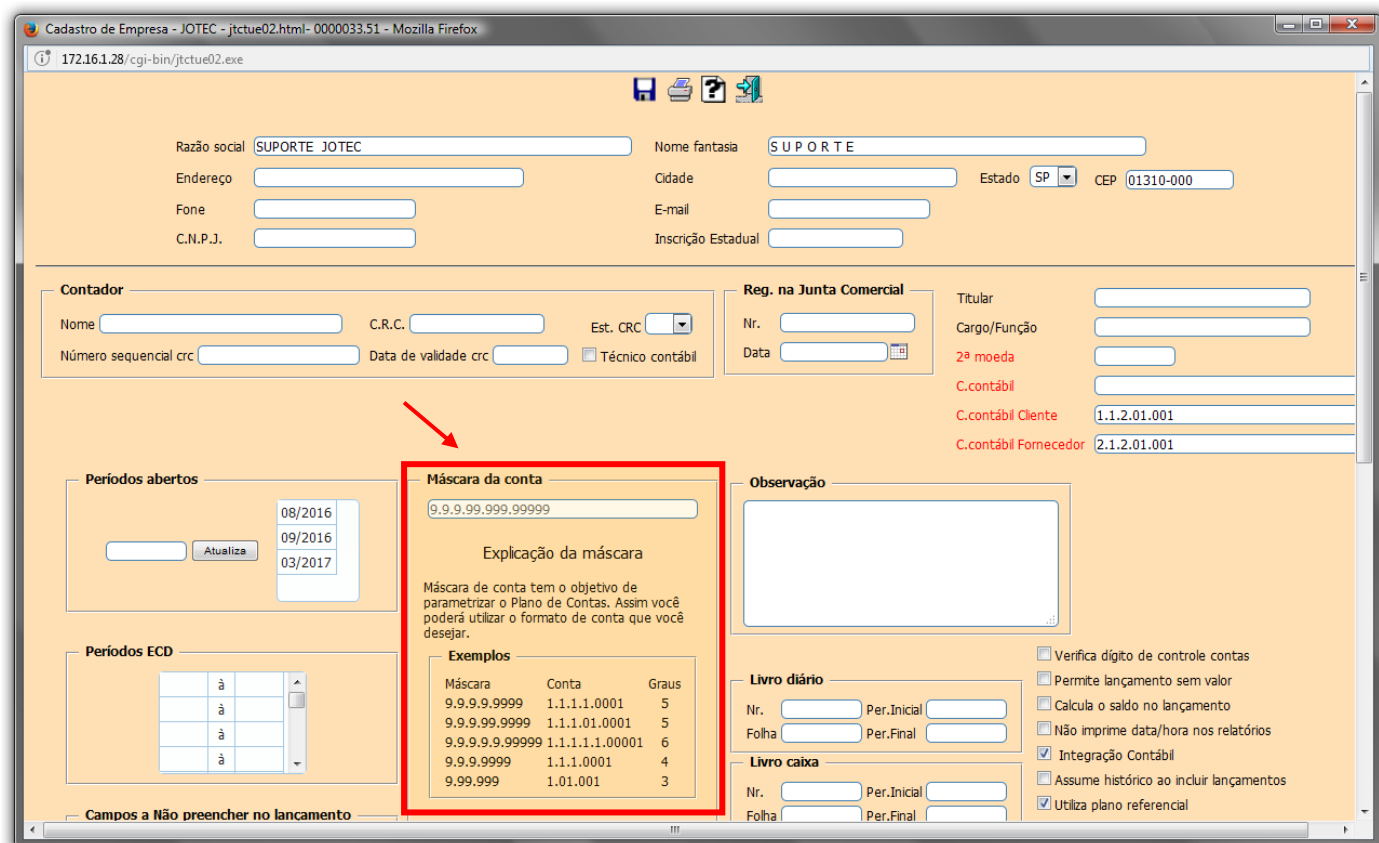 Cadastro de Empresa - JOTEC - jtctue02.html- 0000033.51 - Mozilla Firefox
172.16.1.28/cgi-bin/jtctue02.exe
Razão social SUPORTE JOTEC Nome fantasia S U P O R T E
Endereço Cidade Estado SP CEP 01310-000
Fone E-mail
C.N.P.J. Inscrição Estadual
Contador
Nome C.R.C. Est. CRC
Número sequencial crc Data de validade crc Técnico contábil
Reg. na Junta Comercial
Nr.
Data
Titular
Cargo/Função
2ª moeda
C.contábil
C.contábil Cliente 1.1.2.01.001
C.contábil Fornecedor 2.1.2.01.001
Períodos abertos
08/2016
09/2016
03/2017
Atualiza
Períodos ECD
à
à
à
à
Campos a Não preencher no lançamento
Máscara da conta
9.9.9.99.999.99999
Explicação da máscara
Máscara de conta tem o objetivo de
parametrizar o Plano de Contas. Assim você
poderá utilizar o formato de conta que você
desejar.
Exemplos
Máscara Conta Graus
9.9.9.9.9999 1.1.1.1.0001 5
9.9.9.99.9999 1.1.1.01.0001 5
9.9.9.9.9.99999 1.1.1.1.1.00001 6
9.9.9.9999 1.1.1.0001 4
9.99.999 1.01.001 3
Observação
Livro diário
Nr. Per.Inicial
Folha Per.Final
Livro caixa
Nr. Per.Inicial
Folha Per.Final
Verifica dígito de controle contas
Permite lançamento sem valor
Calcula o saldo no lançamento
Não imprime data/hora nos relatórios
Integração Contábil
Assume histórico ao incluir lançamentos
Utiliza plano referencial